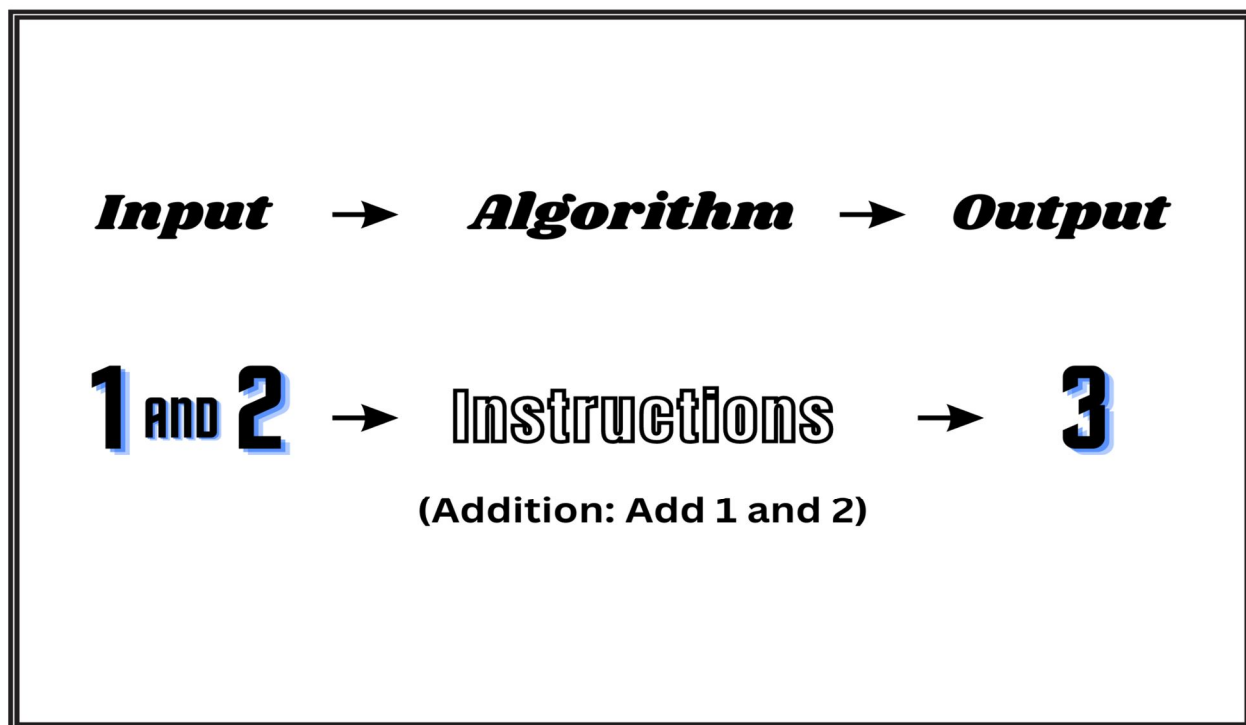 Input → Algorithm → Output
1 AND 2 → Instructions → 3
(Addition: Add 1 and 2)